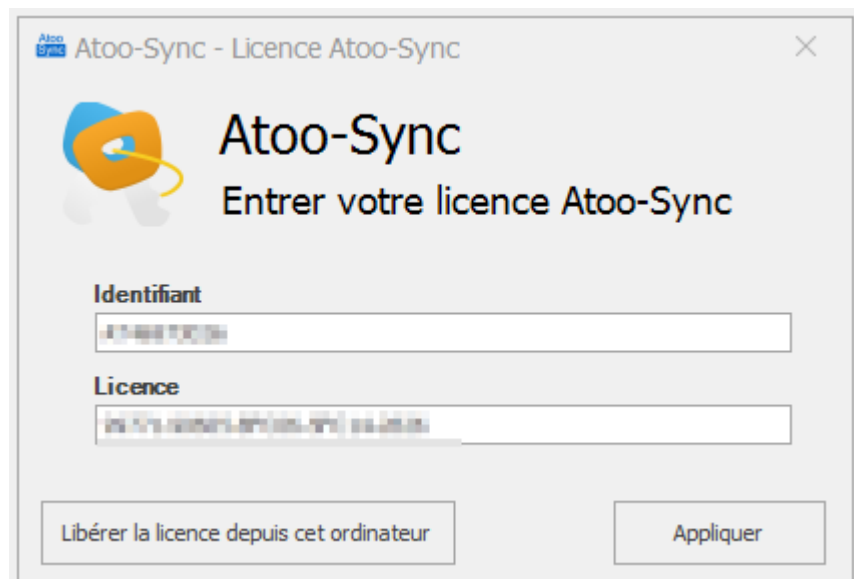 Atoo
Sync
Atoo-Sync - Licence Atoo-Sync
Atoo-Sync
Entrer votre licence Atoo-Sync
Identifiant
Licence
Libérer la licence depuis cet ordinateur
Appliquer